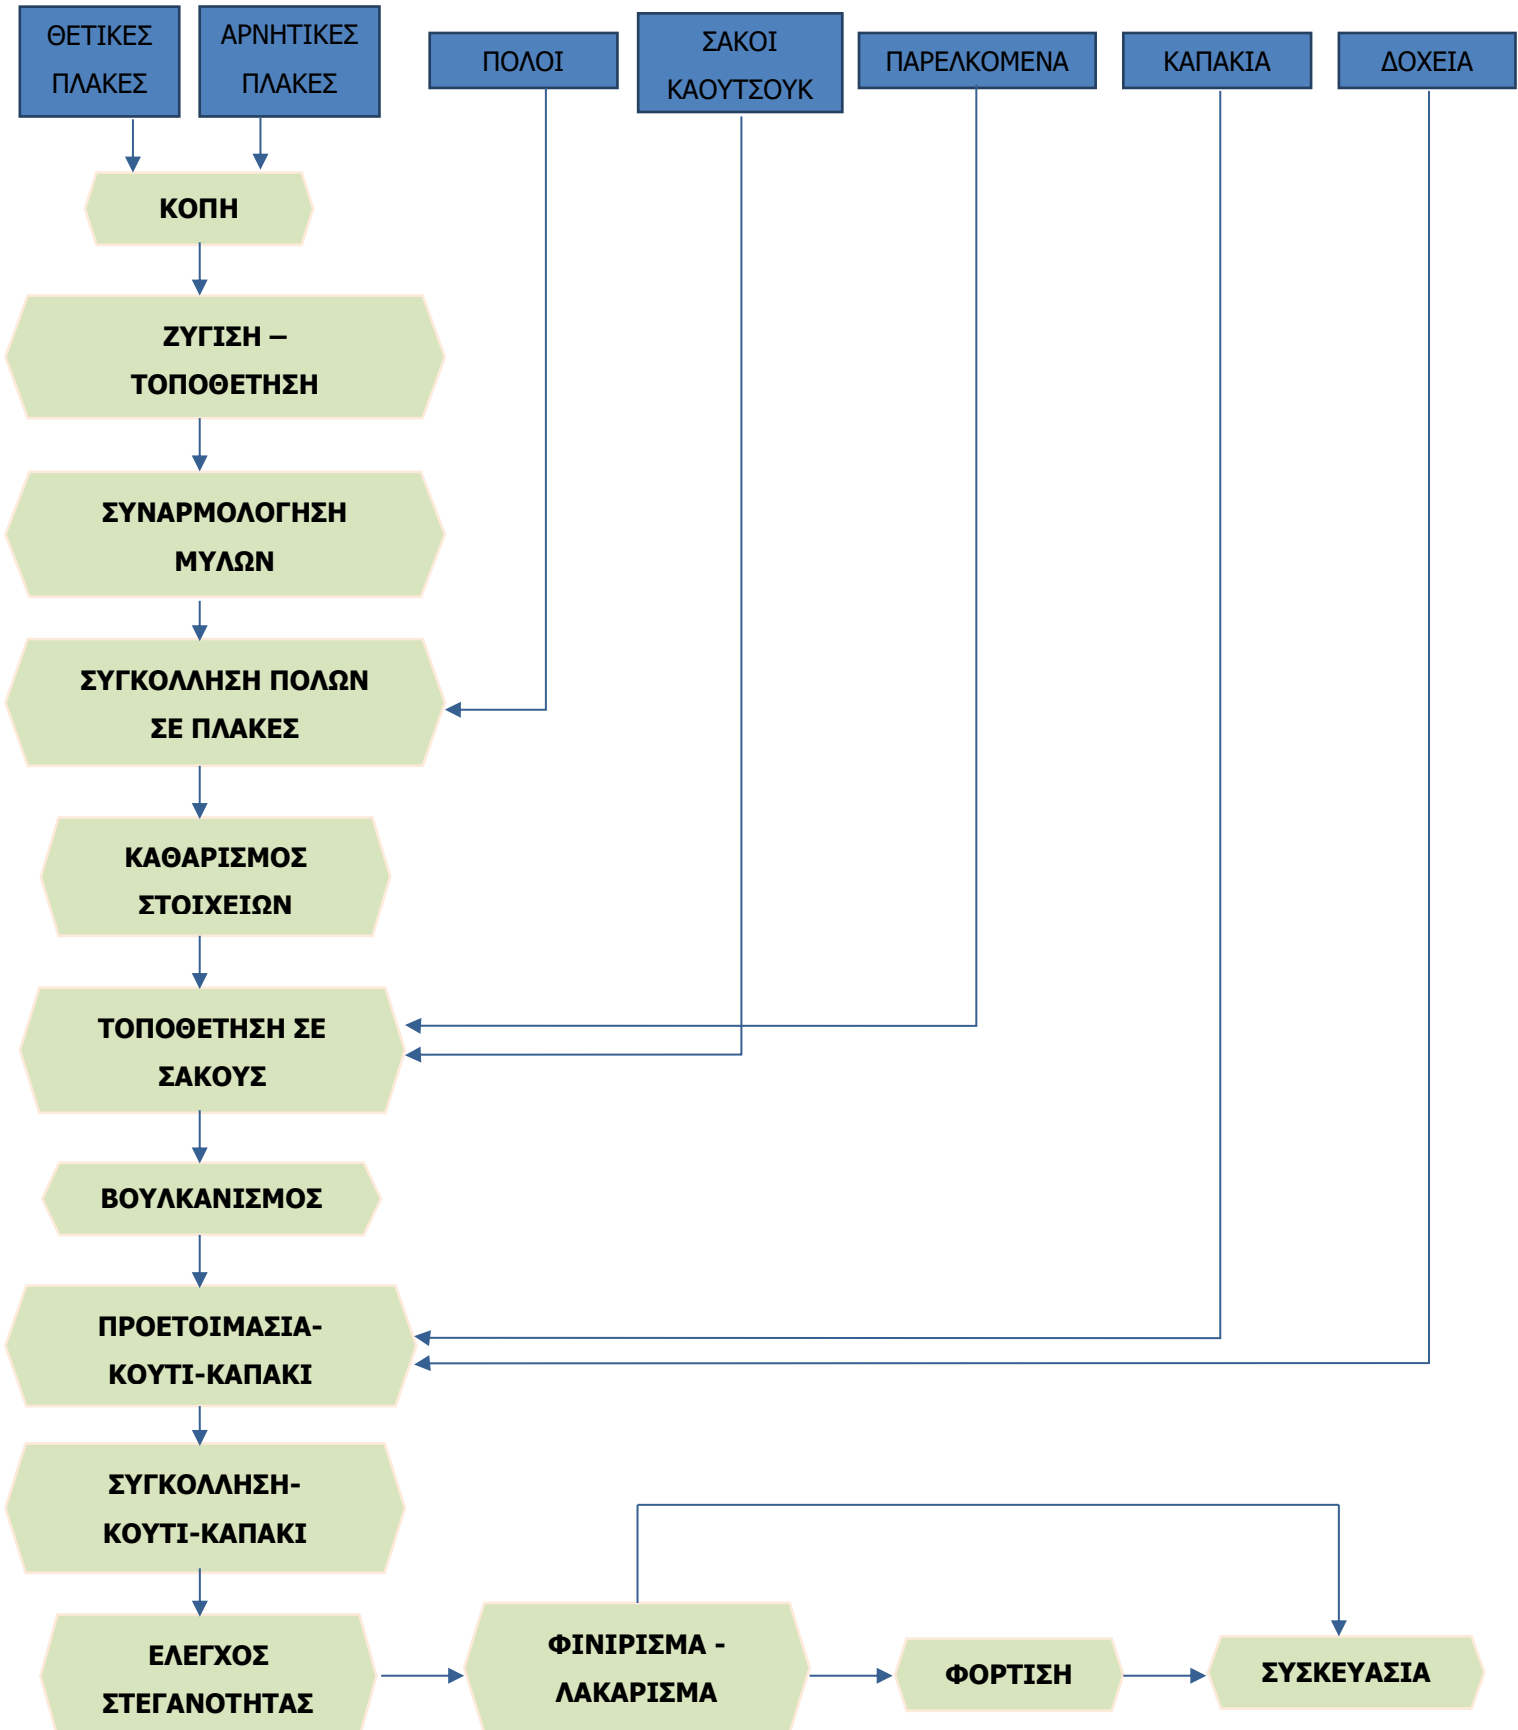 ΘΕΤΙΚΕΣ
ΠΛΑΚΕΣ
ΑΡΝΗΤΙΚΕΣ
ΠΛΑΚΕΣ
ΠΟΛΟΙ
ΣΑΚΟΙ
ΚΑΟΥΤΣΟΥΚ
ΠΑΡΕΛΚΟΜΕΝΑ
ΚΑΠΑΚΙΑ
ΔΟΧΕΙΑ
ΚΟΠΗ
ΖΥΓΙΣΗ –
ΤΟΠΟΘΕΤΗΣΗ
ΣΥΝΑΡΜΟΛΟΓΗΣΗ
ΜΥΛΩΝ
ΣΥΓΚΟΛΛΗΣΗ ΠΟΛΩΝ
ΣΕ ΠΛΑΚΕΣ
ΚΑΘΑΡΙΣΜΟΣ
ΣΤΟΙΧΕΙΩΝ
ΤΟΠΟΘΕΤΗΣΗ ΣΕ
ΣΑΚΟΥΣ
ΒΟΥΛΚΑΝΙΣΜΟΣ
ΠΡΟΕΤΟΙΜΑΣΙΑ-
ΚΟΥΤΙ-ΚΑΠΑΚΙ
ΣΥΓΚΟΛΛΗΣΗ-
ΚΟΥΤΙ-ΚΑΠΑΚΙ
ΕΛΕΓΧΟΣ
ΣΤΕΓΑΝΟΤΗΤΑΣ
ΦΙΝΙΡΙΣΜΑ -
ΛΑΚΑΡΙΣΜΑ
ΦΟΡΤΙΣΗ
ΣΥΣΚΕΥΑΣΙΑ